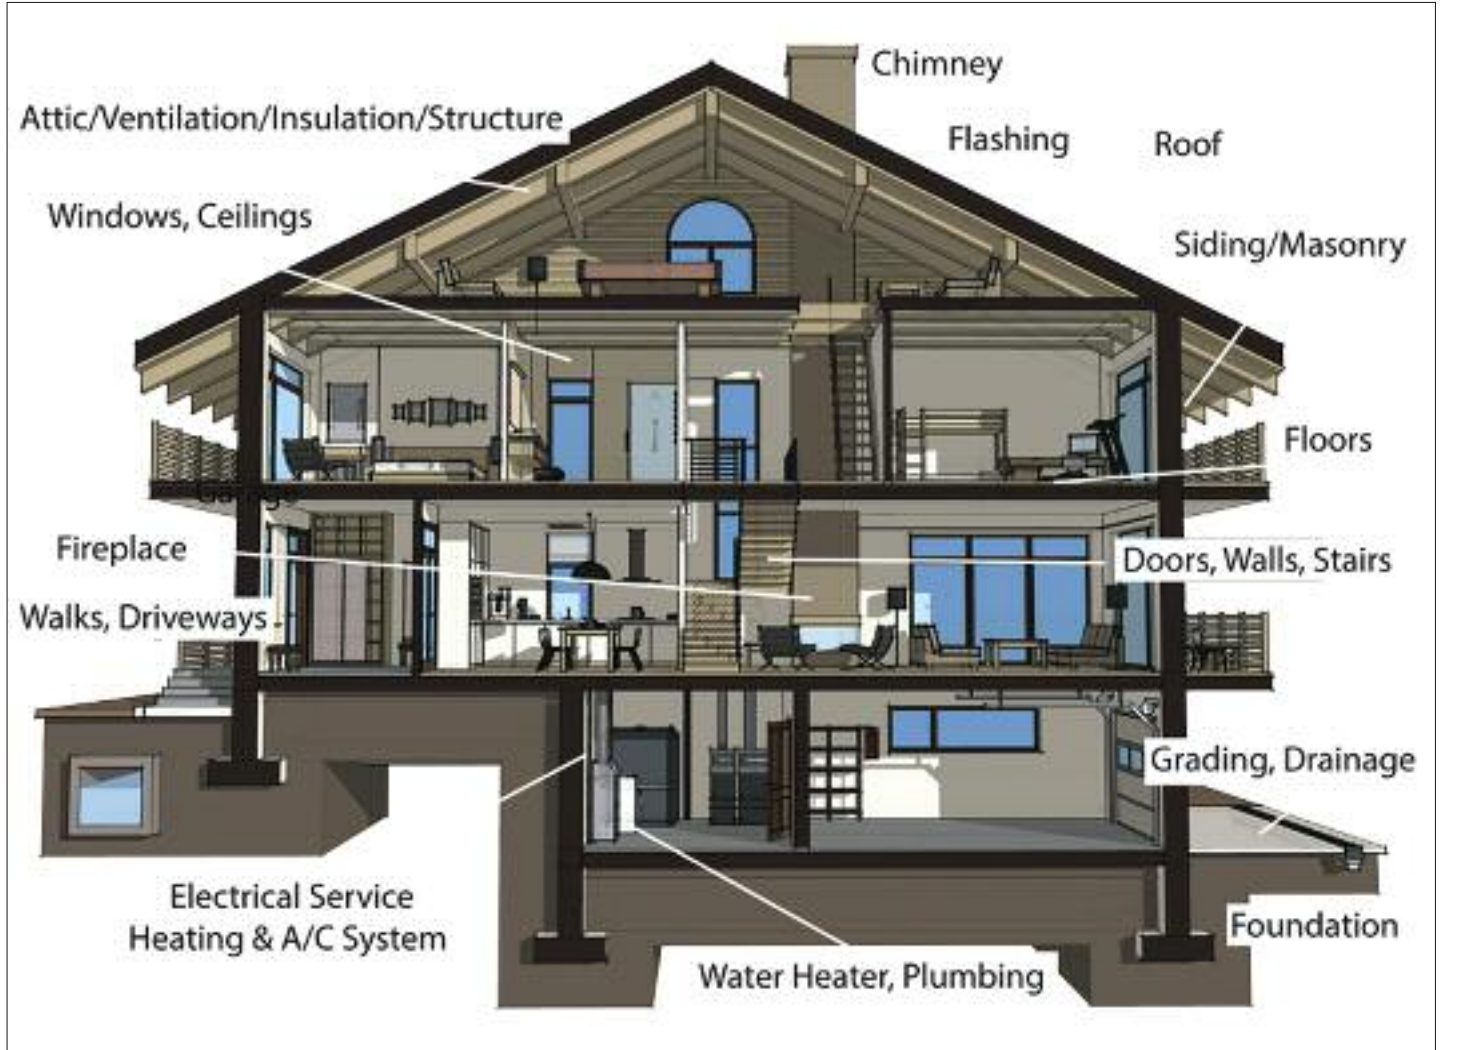 Chimney
Attic/Ventilation/Insulation/Structure
Flashing
Roof
Windows, Ceilings
Siding/Masonry
Floors
Garage
Fireplace
Doors, Walls, Stairs
Walks, Driveways
Grading, Drainage
Electrical Service
Heating & A/C System
Foundation
Water Heater, Plumbing